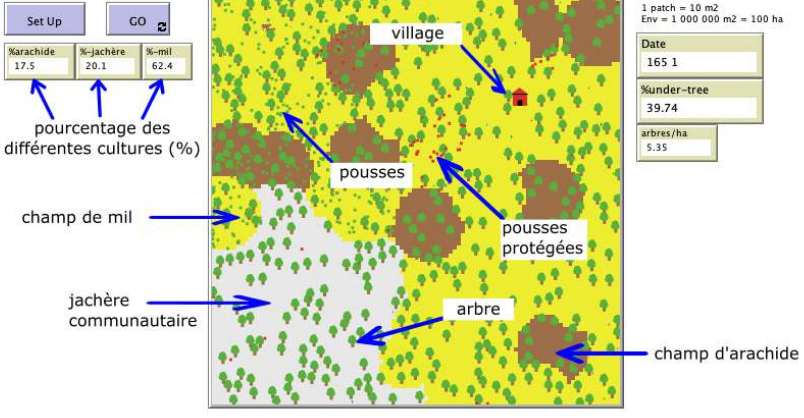 Set Up
GO
%arachide
17.5
%-jachère
20.1
%-mil
62.4
pourcentage des
différentes cultures (%)
champ de mil
jachère
communautaire
village
pousses
pousses
protégées
arbre
champ d'arachide
1 patch = 10 m2
Env = 1 000 000 m2 = 100 ha
Date
165 1
%under-tree
39.74
arbres/ha
5.35